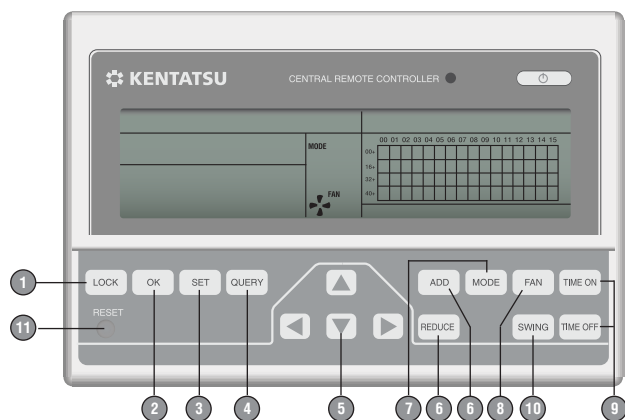 KENTATSU
CENTRAL REMOTE CONTROLLER
MODE
00 01 02 03 04 05 06 07 08 09 10 11 12 13 14 15
00+
16+
32+
40+
FAN
1
LOCK
OK
SET
QUERY
ADD
MODE
FAN
TIME ON
11
RESET
REDUCE
SWING
TIME OFF
2
3
4
5
7
6
6
8
10
9